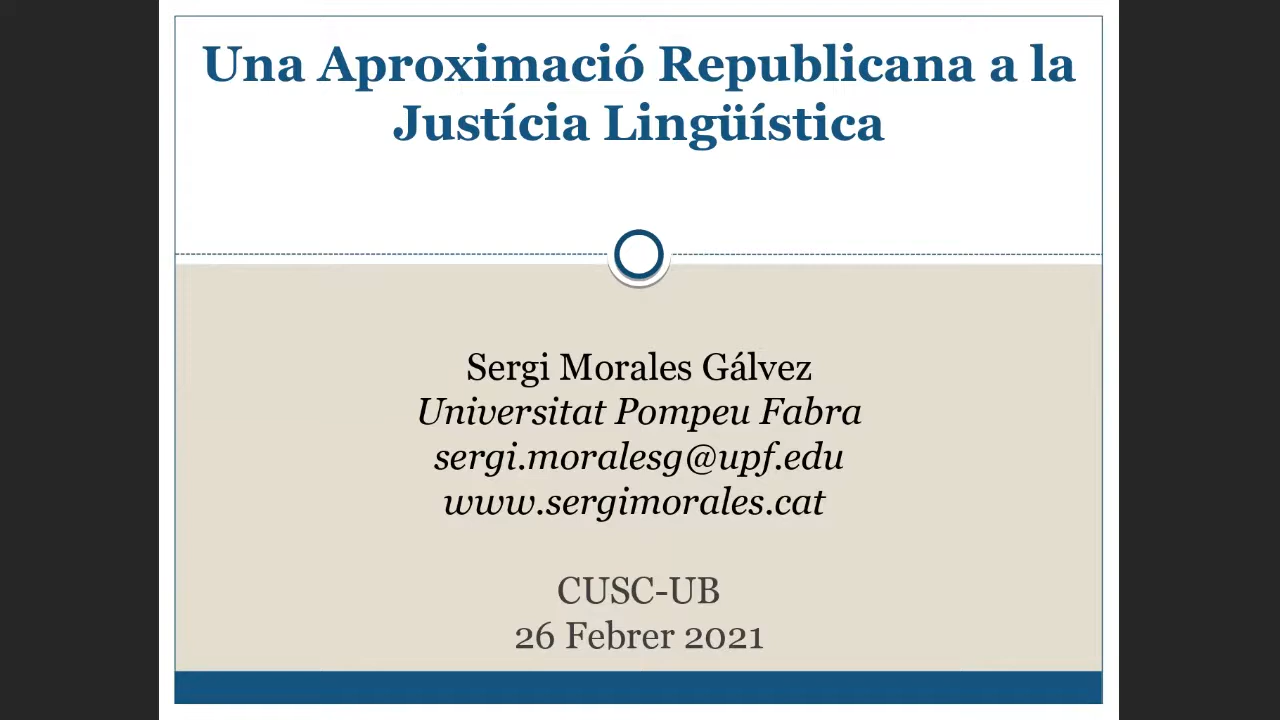 Una Aproximació Republicana a la
Justícia Lingüística
Sergi Morales Gálvez
Universitat Pompeu Fabra
sergi.moralesg@upf.edu
www.sergimorales.cat
CUSC-UB
26 Febrer 2021